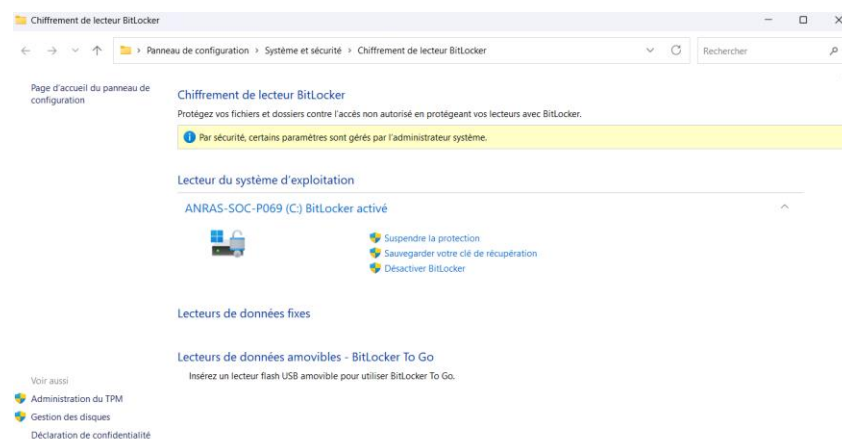 Chiffrement de lecteur BitLocker
Panneau de configuration > Système et sécurité > Chiffrement de lecteur BitLocker
Rechercher
Page d'accueil du panneau de
configuration
Chiffrement de lecteur BitLocker
Protégez vos fichiers et dossiers contre l'accès non autorisé en protégeant vos lecteurs avec BitLocker.
Par sécurité, certains paramètres sont gérés par l'administrateur système.
Lecteur du système d'exploitation
ANRAS-SOC-P069 (C:) BitLocker activé
Suspendre la protection
Sauvegarder votre clé de récupération
Désactiver BitLocker
Lecteurs de données fixes
Lecteurs de données amovibles - BitLocker To Go
Insérez un lecteur flash USB amovible pour utiliser BitLocker To Go.
Voir aussi
Administration du TPM
Gestion des disques
Déclaration de confidentialité